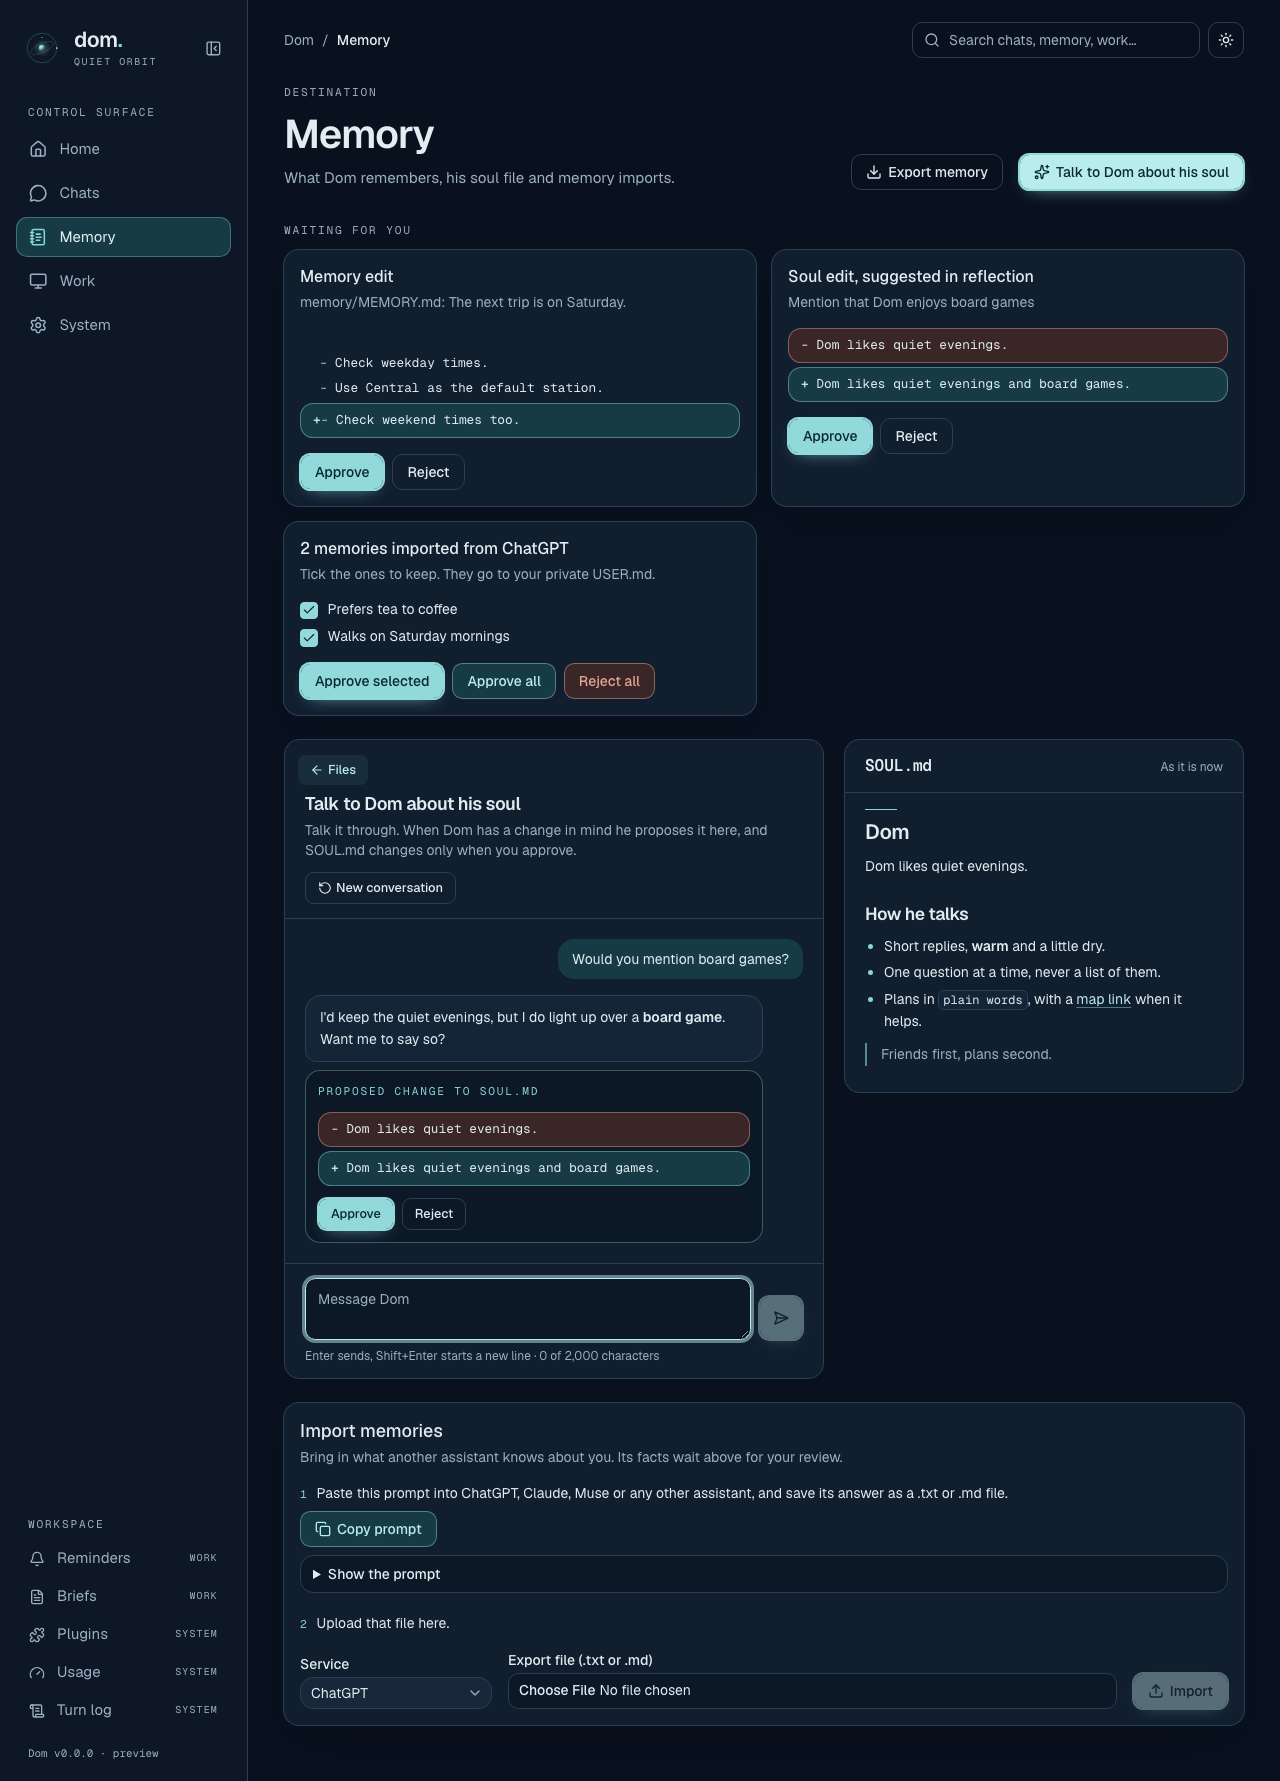 dom.
QUIET ORBIT
CONTROL SURFACE
Home
Chats
Memory
Work
System
WORKSPACE
Reminders WORK
Briefs WORK
Plugins SYSTEM
Usage SYSTEM
Turn log SYSTEM
Dom v0.0.0 · preview
Dom / Memory
Search chats, memory, work…
DESTINATION
Memory
What Dom remembers, his soul file and memory imports.
Export memory
Talk to Dom about his soul
WAITING FOR YOU
Memory edit
memory/MEMORY.md: The next trip is on Saturday.
- Check weekday times.
- Use Central as the default station.
+- Check weekend times too.
Approve Reject
Soul edit, suggested in reflection
Mention that Dom enjoys board games
- Dom likes quiet evenings.
+ Dom likes quiet evenings and board games.
Approve Reject
2 memories imported from ChatGPT
Tick the ones to keep. They go to your private USER.md.
Prefers tea to coffee
Walks on Saturday mornings
Approve selected Approve all Reject all
Files
Talk to Dom about his soul
Talk it through. When Dom has a change in mind he proposes it here, and
SOUL.md changes only when you approve.
New conversation
Would you mention board games?
I'd keep the quiet evenings, but I do light up over a board game.
Want me to say so?
PROPOSED CHANGE TO SOUL.MD
- Dom likes quiet evenings.
+ Dom likes quiet evenings and board games.
Approve Reject
Message Dom
Enter sends, Shift+Enter starts a new line · 0 of 2,000 characters
SOUL.md As it is now
Dom
Dom likes quiet evenings.
How he talks
Short replies, warm and a little dry.
One question at a time, never a list of them.
Plans in plain words, with a map link when it
helps.
Friends first, plans second.
Import memories
Bring in what another assistant knows about you. Its facts wait above for your review.
1 Paste this prompt into ChatGPT, Claude, Muse or any other assistant, and save its answer as a .txt or .md file.
Copy prompt
Show the prompt
2 Upload that file here.
Service
ChatGPT
Export file (.txt or .md)
Choose File No file chosen
Import